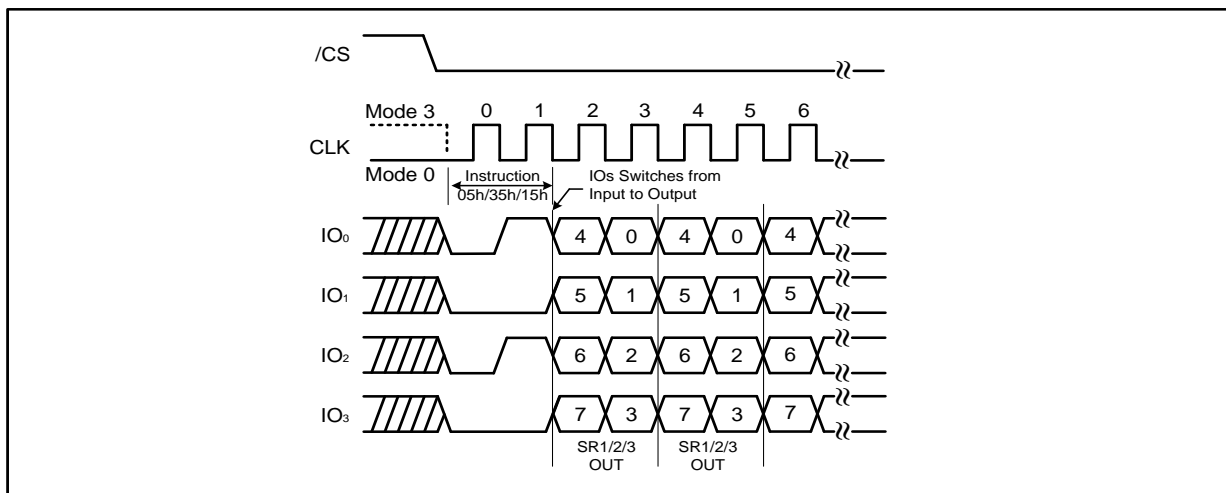 /CS
Mode 3 0 1 2 3 4 5 6
CLK
Mode 0
Instruction
05h/35h/15h
IOs Switches from
Input to Output
IO0 4 0 4 0 4
IO1 5 1 5 1 5
IO2 6 2 6 2 6
IO3 7 3 7 3 7
SR1/2/3
OUT
SR1/2/3
OUT